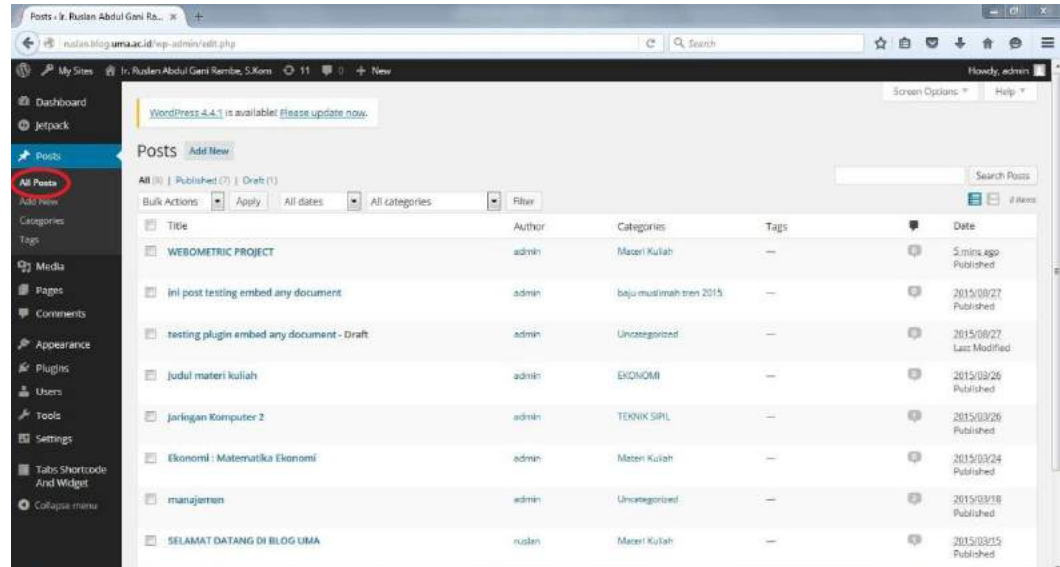 Posts ‹ Ir. Ruslan Abdul Gani Ra...
ruslan.blog.uma.ac.id/wp-admin/edit.php
Search
My Sites
Ir. Ruslen Abdul Gani Rambe, S.Kom
11
0
+ New
Howdy, admin
Screen Options
Help
Dashboard
Jetpack
Posts
All Posts
Add New
Categories
Tags
Media
Pages
Comments
Appearance
Plugins
Users
Tools
Settings
Tabs Shortcode
And Widget
Collapse menu
WordPress 4.4.1 is available! Please update now.
Posts Add New
All (8) | Published (7) | Draft (1)
Search Posts
Bulk Actions Apply All dates All categories Filter 8 items
Title Author Categories Tags Date
WEBOMETRIC PROJECT admin Materi Kuliah — 0 5 mins ago
Published
ini post testing embed any document admin baju muslimah tren 2015 — 0 2015/08/27
Published
testing plugin embed any document - Draft admin Uncategorized — 0 2015/08/27
Last Modified
Judul materi kuliah admin EKONOMI — 0 2015/03/26
Published
Jaringan Komputer 2 admin TEKNIK SIPIL — 0 2015/03/26
Published
Ekonomi : Matematika Ekonomi admin Materi Kuliah — 0 2015/03/24
Published
manajemen admin Uncategorized — 0 2015/03/18
Published
SELAMAT DATANG DI BLOG UMA ruslan Materi Kuliah — 2015/03/15
Published